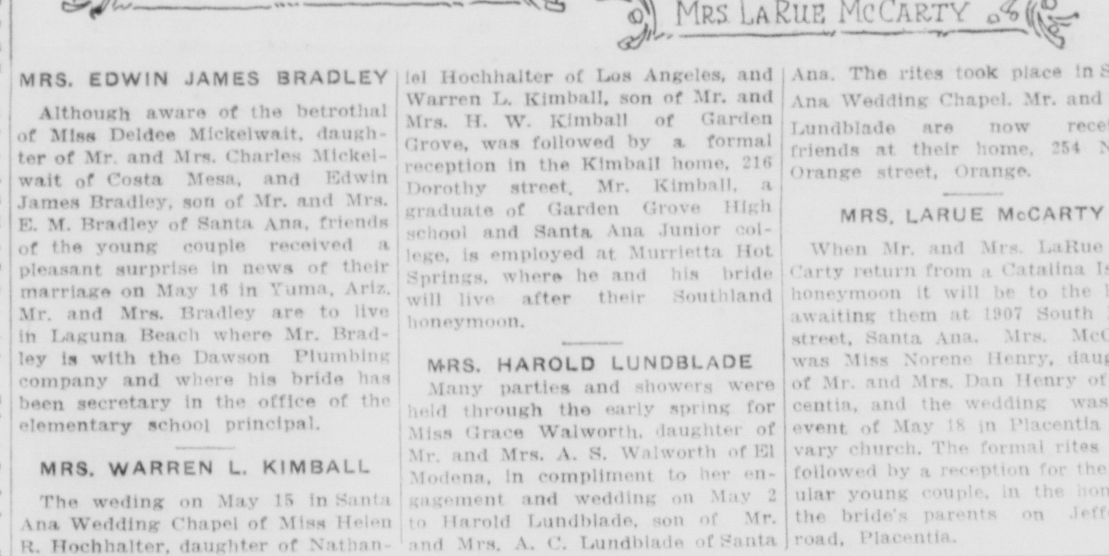 MRS. LARUE MCCARTY
MRS. EDWIN JAMES BRADLEY
Although aware of the betrothal
of Miss Deidee Mickelwait, daugh-
ter of Mr. and Mrs. Charles Mickel-
wait of Costa Mesa, and Edwin
James Bradley, son of Mr. and Mrs.
E. M. Bradley of Santa Ana, friends
of the young couple received a
pleasant surprise in news of their
marriage on May 16 in Yuma, Ariz.
Mr. and Mrs. Bradley are to live
in Laguna Beach where Mr. Brad-
ley is with the Dawson Plumbing
company and where his bride has
been secretary in the office of the
elementary school principal.
MRS. WARREN L. KIMBALL
The weding on May 15 in Santa
Ana Wedding Chapel of Miss Helen
R. Hochhalter, daughter of Nathan-
iel Hochhalter of Los Angeles, and
Warren L. Kimball, son of Mr. and
Mrs. H. W. Kimball of Garden
Grove, was followed by a formal
reception in the Kimball home, 216
Dorothy street. Mr. Kimball, a
graduate of Garden Grove High
school and Santa Ana Junior col-
lege, is employed at Murrietta Hot
Springs, where he and his bride
will live after their Southland
honeymoon.
MRS. HAROLD LUNDBLADE
Many parties and showers were
held through the early spring for
Miss Grace Walworth, daughter of
Mr. and Mrs. A. S. Walworth of El
Modena, in compliment to her en-
gagement and wedding on May 2
to Harold Lundblade, son of Mr.
and Mrs. A. C. Lundblade of Santa
Ana. The rites took place in S
Ana Wedding Chapel. Mr. and
Lundblade are now rece
friends at their home, 254 N
Orange street, Orange.
MRS. LARUE McCARTY
When Mr. and Mrs. LaRue
Carty return from a Catalina Is
honeymoon it will be to the
awaiting them at 1907 South
street, Santa Ana. Mrs. McC
was Miss Norene Henry, daug
of Mr. and Mrs. Dan Henry of
centia, and the wedding was
event of May 18 in Placentia
vary church. The formal rites
followed by a reception for the
ular young couple, in the hom
the bride's parents on Jeff
road, Placentia.